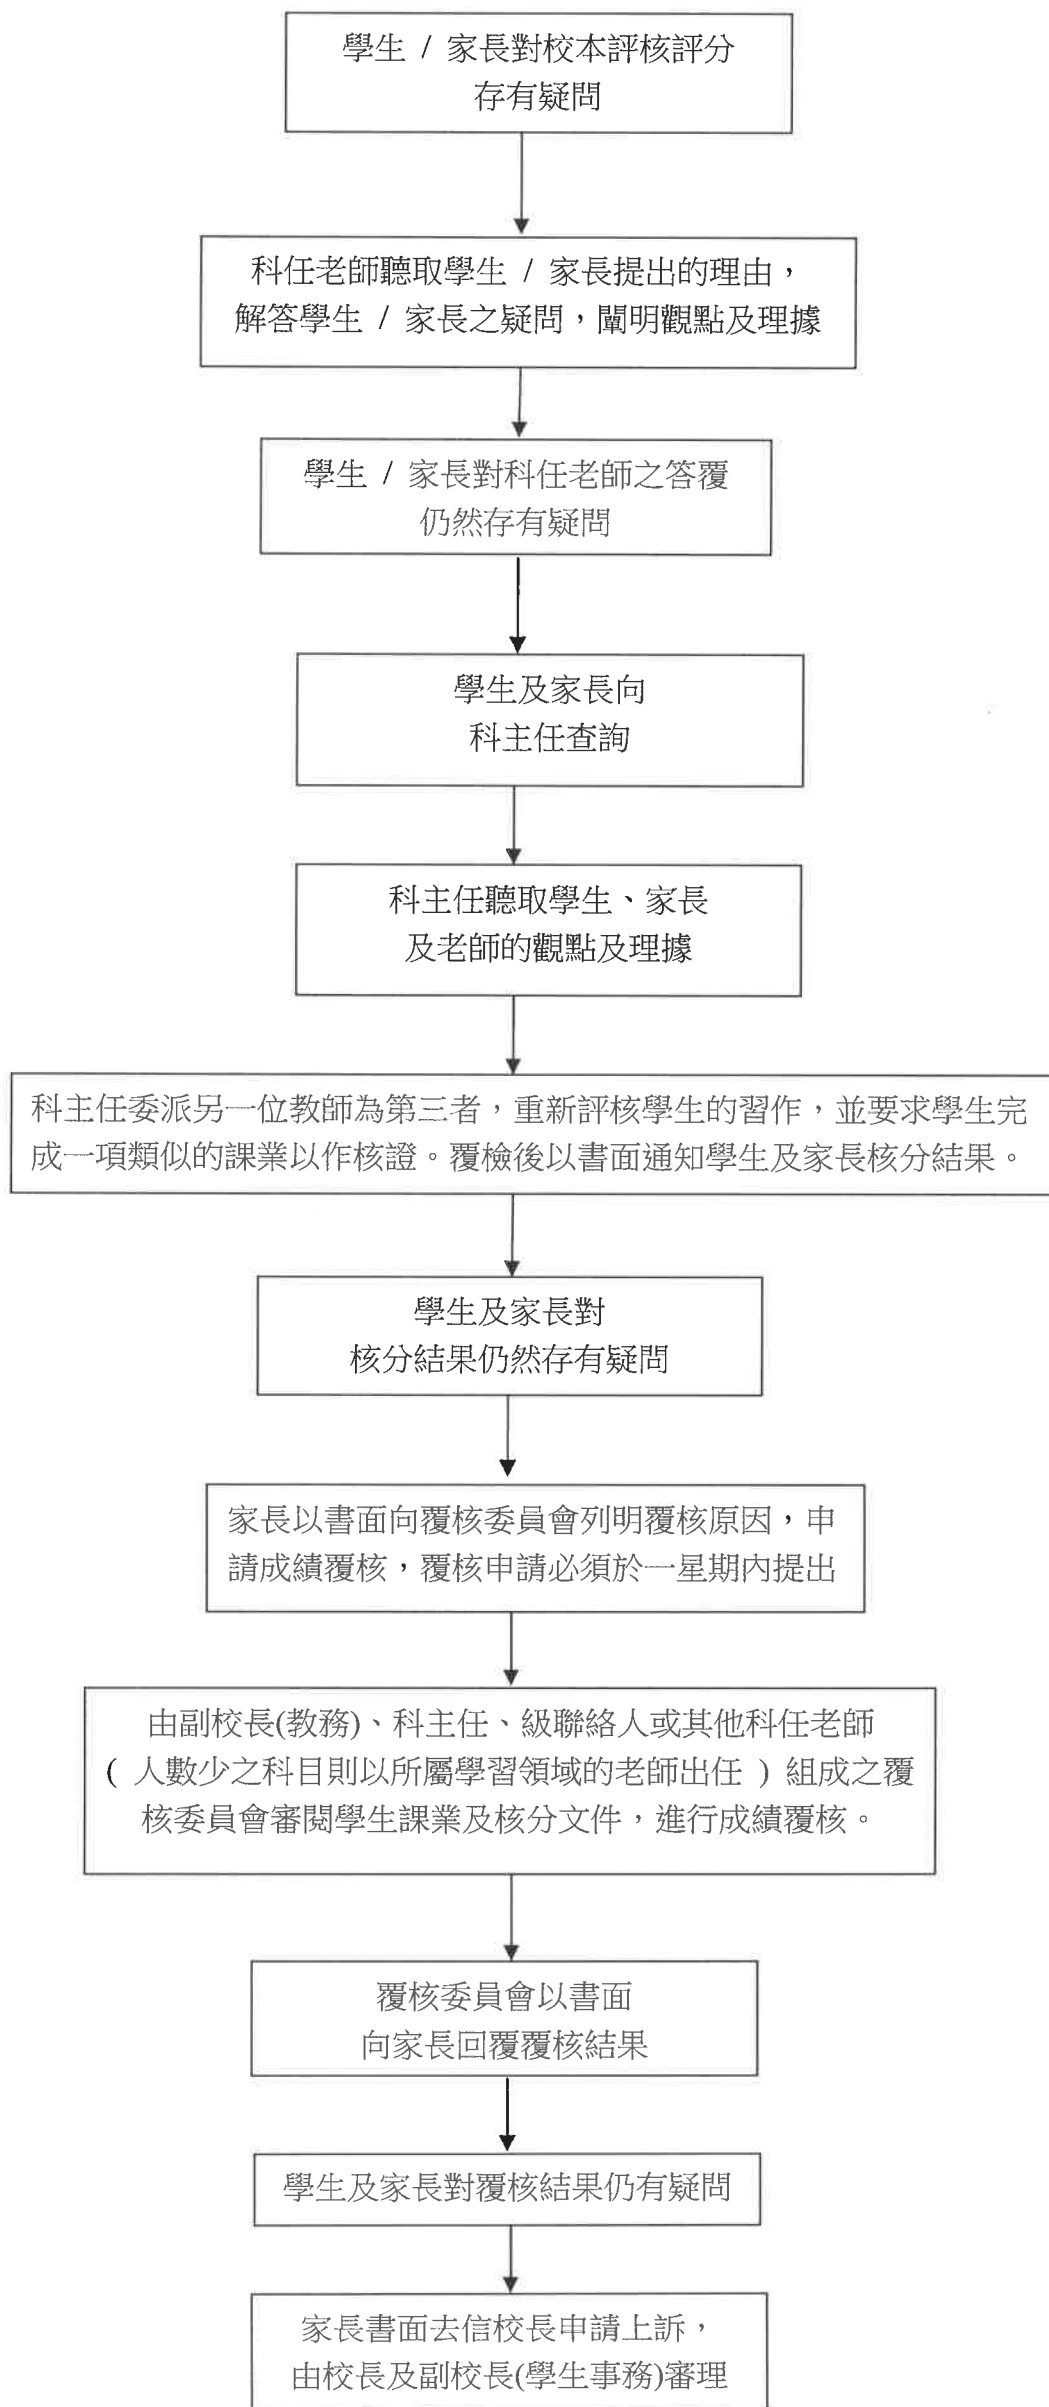 學生 / 家長對校本評核評分
存有疑問
科任老師聽取學生 / 家長提出的理由，
解答學生 / 家長之疑問，闡明觀點及理據
學生 / 家長對科任老師之答覆
仍然存有疑問
學生及家長向
科主任查詢
科主任聽取學生、家長
及老師的觀點及理據
科主任委派另一位教師為第三者，重新評核學生的習作，並要求學生完
成一項類似的課業以作核證。覆檢後以書面通知學生及家長核分結果。
學生及家長對
核分結果仍然存有疑問
家長以書面向覆核委員會列明覆核原因，申
請成績覆核，覆核申請必須於一星期內提出
由副校長(教務)、科主任、級聯絡人或其他科任老師
( 人數少之科目則以所屬學習領域的老師出任 ) 組成之覆
核委員會審閱學生課業及核分文件，進行成績覆核。
覆核委員會以書面
向家長回覆覆核結果
學生及家長對覆核結果仍有疑問
家長書面去信校長申請上訴，
由校長及副校長(學生事務)審理